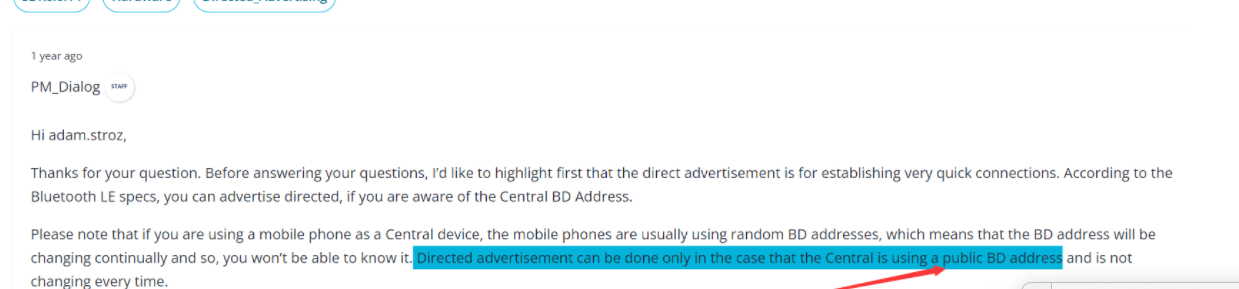 Hardware
Directed_Advertising
1 year ago
PM_Dialog STAFF
Hi adam.stroz,
Thanks for your question. Before answering your questions, I'd like to highlight first that the direct advertisement is for establishing very quick connections. According to the
Bluetooth LE specs, you can advertise directed, if you are aware of the Central BD Address.
Please note that if you are using a mobile phone as a Central device, the mobile phones are usually using random BD addresses, which means that the BD address will be
changing continually and so, you won't be able to know it. Directed advertisement can be done only in the case that the Central is using a public BD address and is not
changing every time.